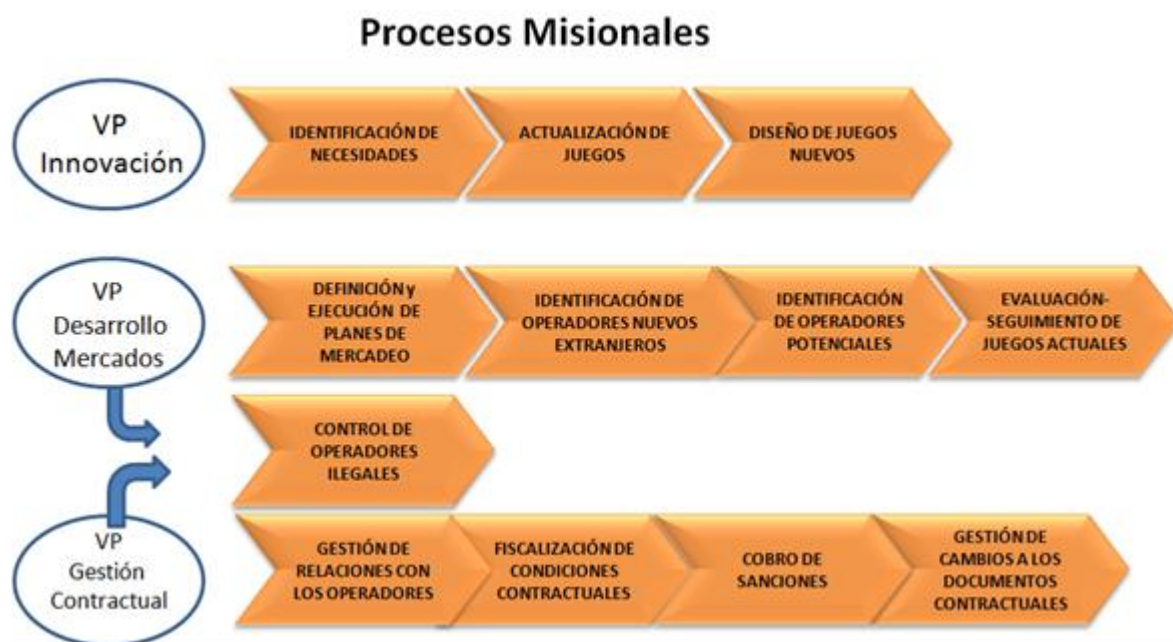 Procesos Misionales
VP
Innovación
IDENTIFICACIÓN DE
NECESIDADES
ACTUALIZACIÓN DE
JUEGOS
DISEÑO DE JUEGOS
NUEVOS
VP
Desarrollo
Mercados
DEFINICIÓN y
EJECUCIÓN DE
PLANES DE
MERCADEO
IDENTIFICACIÓN DE
OPERADORES NUEVOS
EXTRANJEROS
IDENTIFICACIÓN
DE OPERADORES
POTENCIALES
EVALUACIÓN-
SEGUIMIENTO DE
JUEGOS ACTUALES
CONTROL DE
OPERADORES
ILEGALES
VP
Gestión
Contractual
GESTIÓN DE
RELACIONES CON
LOS OPERADORES
FISCALIZACIÓN DE
CONDICIONES
CONTRACTUALES
COBRO DE
SANCIONES
GESTIÓN DE
CAMBIOS A LOS
DOCUMENTOS
CONTRACTUALES